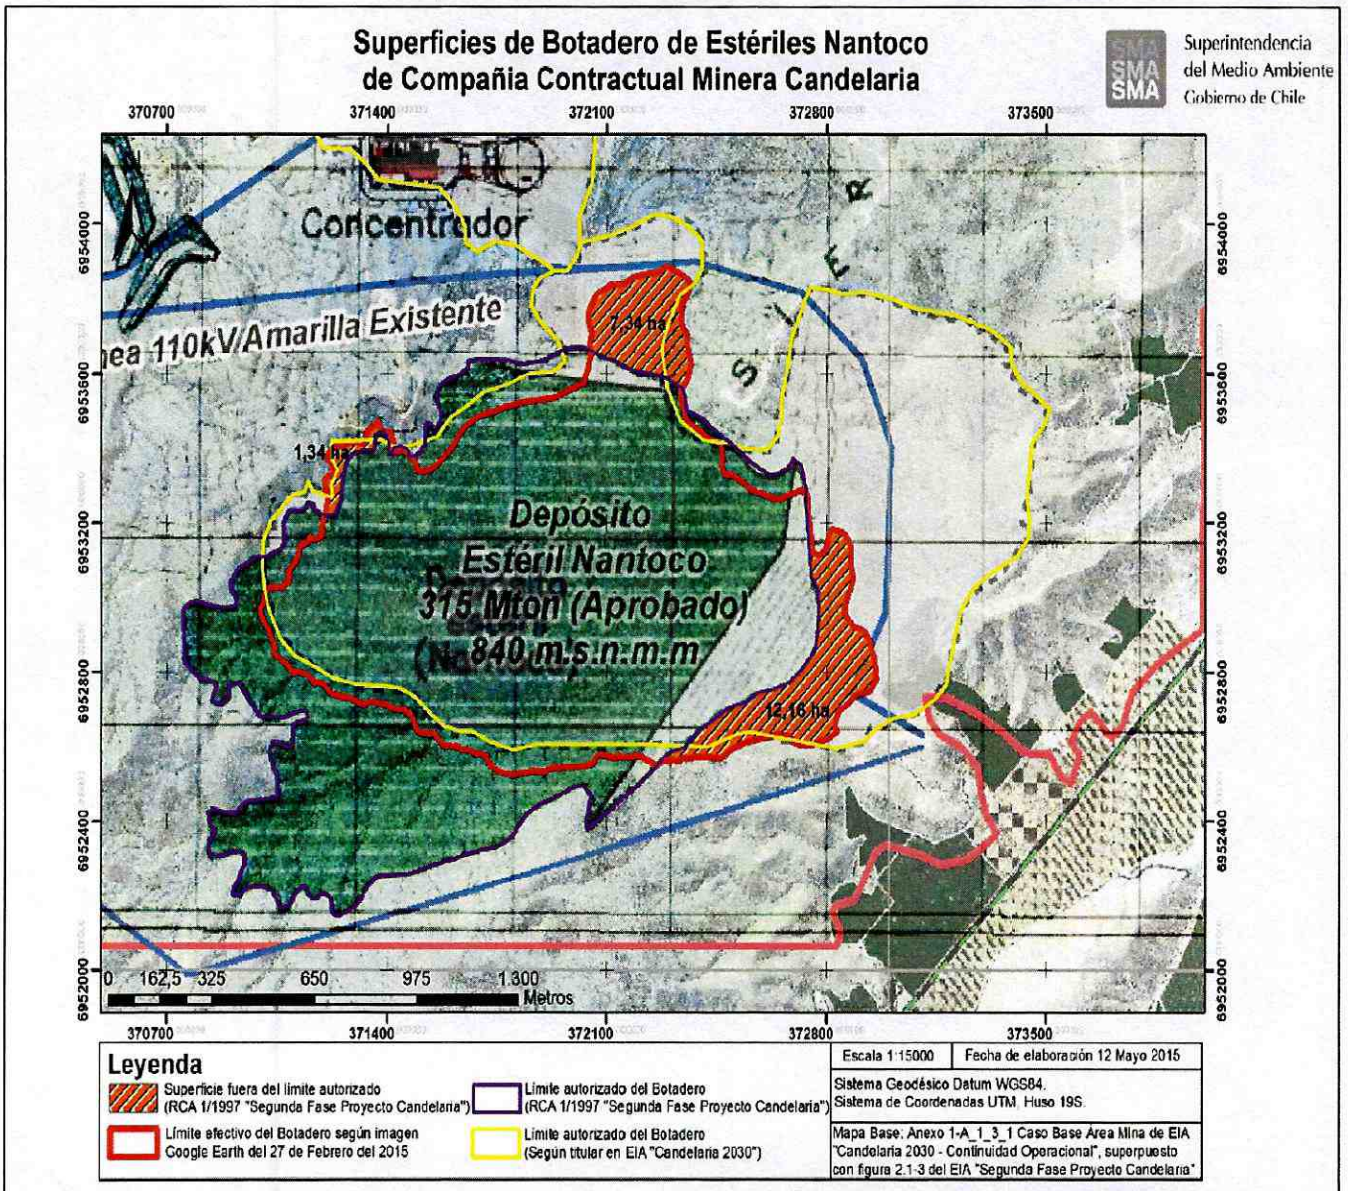 Superficies de Botadero de Estériles Nantoco
de Compañia Contractual Minera Candelaria
SMA
SMA
SMA
Superintendencia
del Medio Ambiente
Gobierno de Chile
370700
371400
372100
372800
373500
6954000
6953600
6953200
6952800
6952400
6952000
6954000
6953600
6953200
6952800
6952400
6952000
Concentrador
nea 110kV Amarilla Existente
S I E R
7,34 ha
1,34 ha
Depósito
Estéril Nantoco
315 Mton (Aprobado)
840 m.s.n.m.m
12,16 ha
0 162,5 325 650 975 1.300
Metros
370700
371400
372100
372800
373500
Leyenda
Superficie fuera del límite autorizado
(RCA 1/1997 "Segunda Fase Proyecto Candelaria")
Límite efectivo del Botadero según imagen
Google Earth del 27 de Febrero del 2015
Límite autorizado del Botadero
(RCA 1/1997 "Segunda Fase Proyecto Candelaria")
Límite autorizado del Botadero
(Según titular en EIA "Candelaria 2030")
Escala 1:15000
Fecha de elaboración 12 Mayo 2015
Sistema Geodésico Datum WGS84.
Sistema de Coordenadas UTM, Huso 19S.
Mapa Base: Anexo 1-A_1_3_1 Caso Base Área Mina de EIA
"Candelaria 2030 - Continuidad Operacional", superpuesto
con figura 2.1-3 del EIA "Segunda Fase Proyecto Candelaria"